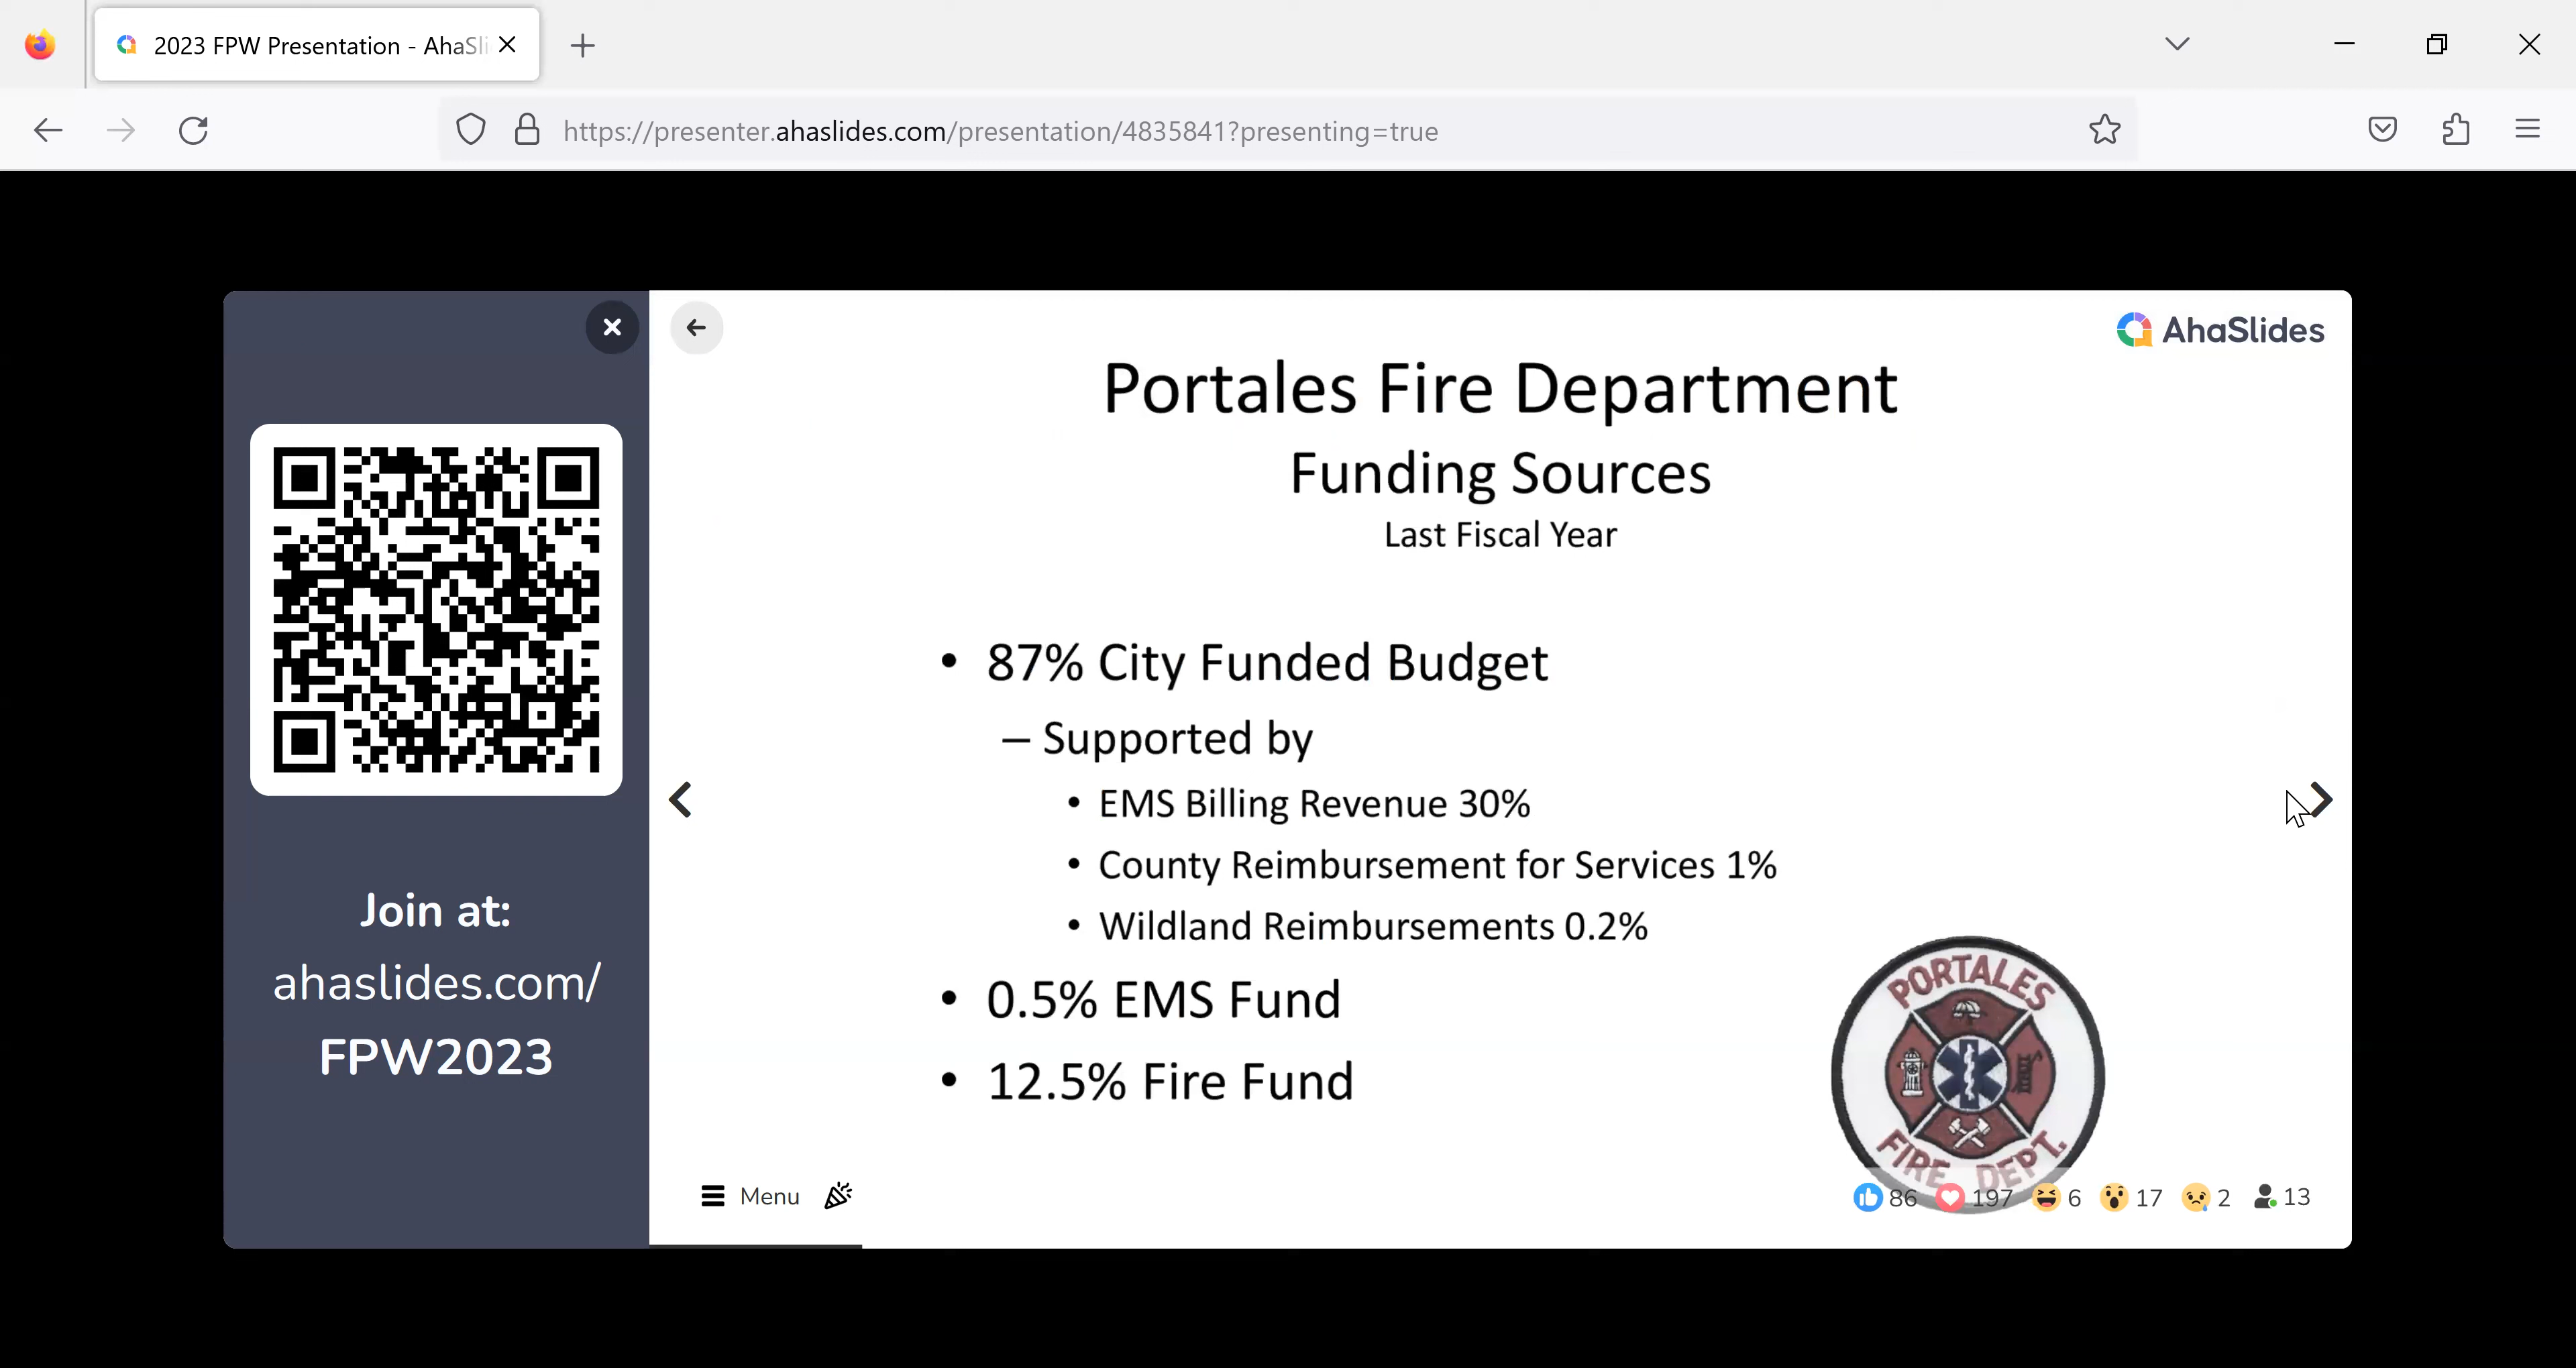 2023 FPW Presentation - AhaSli
https://presenter.ahaslides.com/presentation/4835841?presenting=true
AhaSlides
Portales Fire Department
Funding Sources
Last Fiscal Year
• 87% City Funded Budget
– Supported by
• EMS Billing Revenue 30%
• County Reimbursement for Services 1%
• Wildland Reimbursements 0.2%
• 0.5% EMS Fund
• 12.5% Fire Fund
Join at:
ahaslides.com/
FPW2023
PORTALES
FIRE DEPT.
Menu
86 197 6 17 2 13